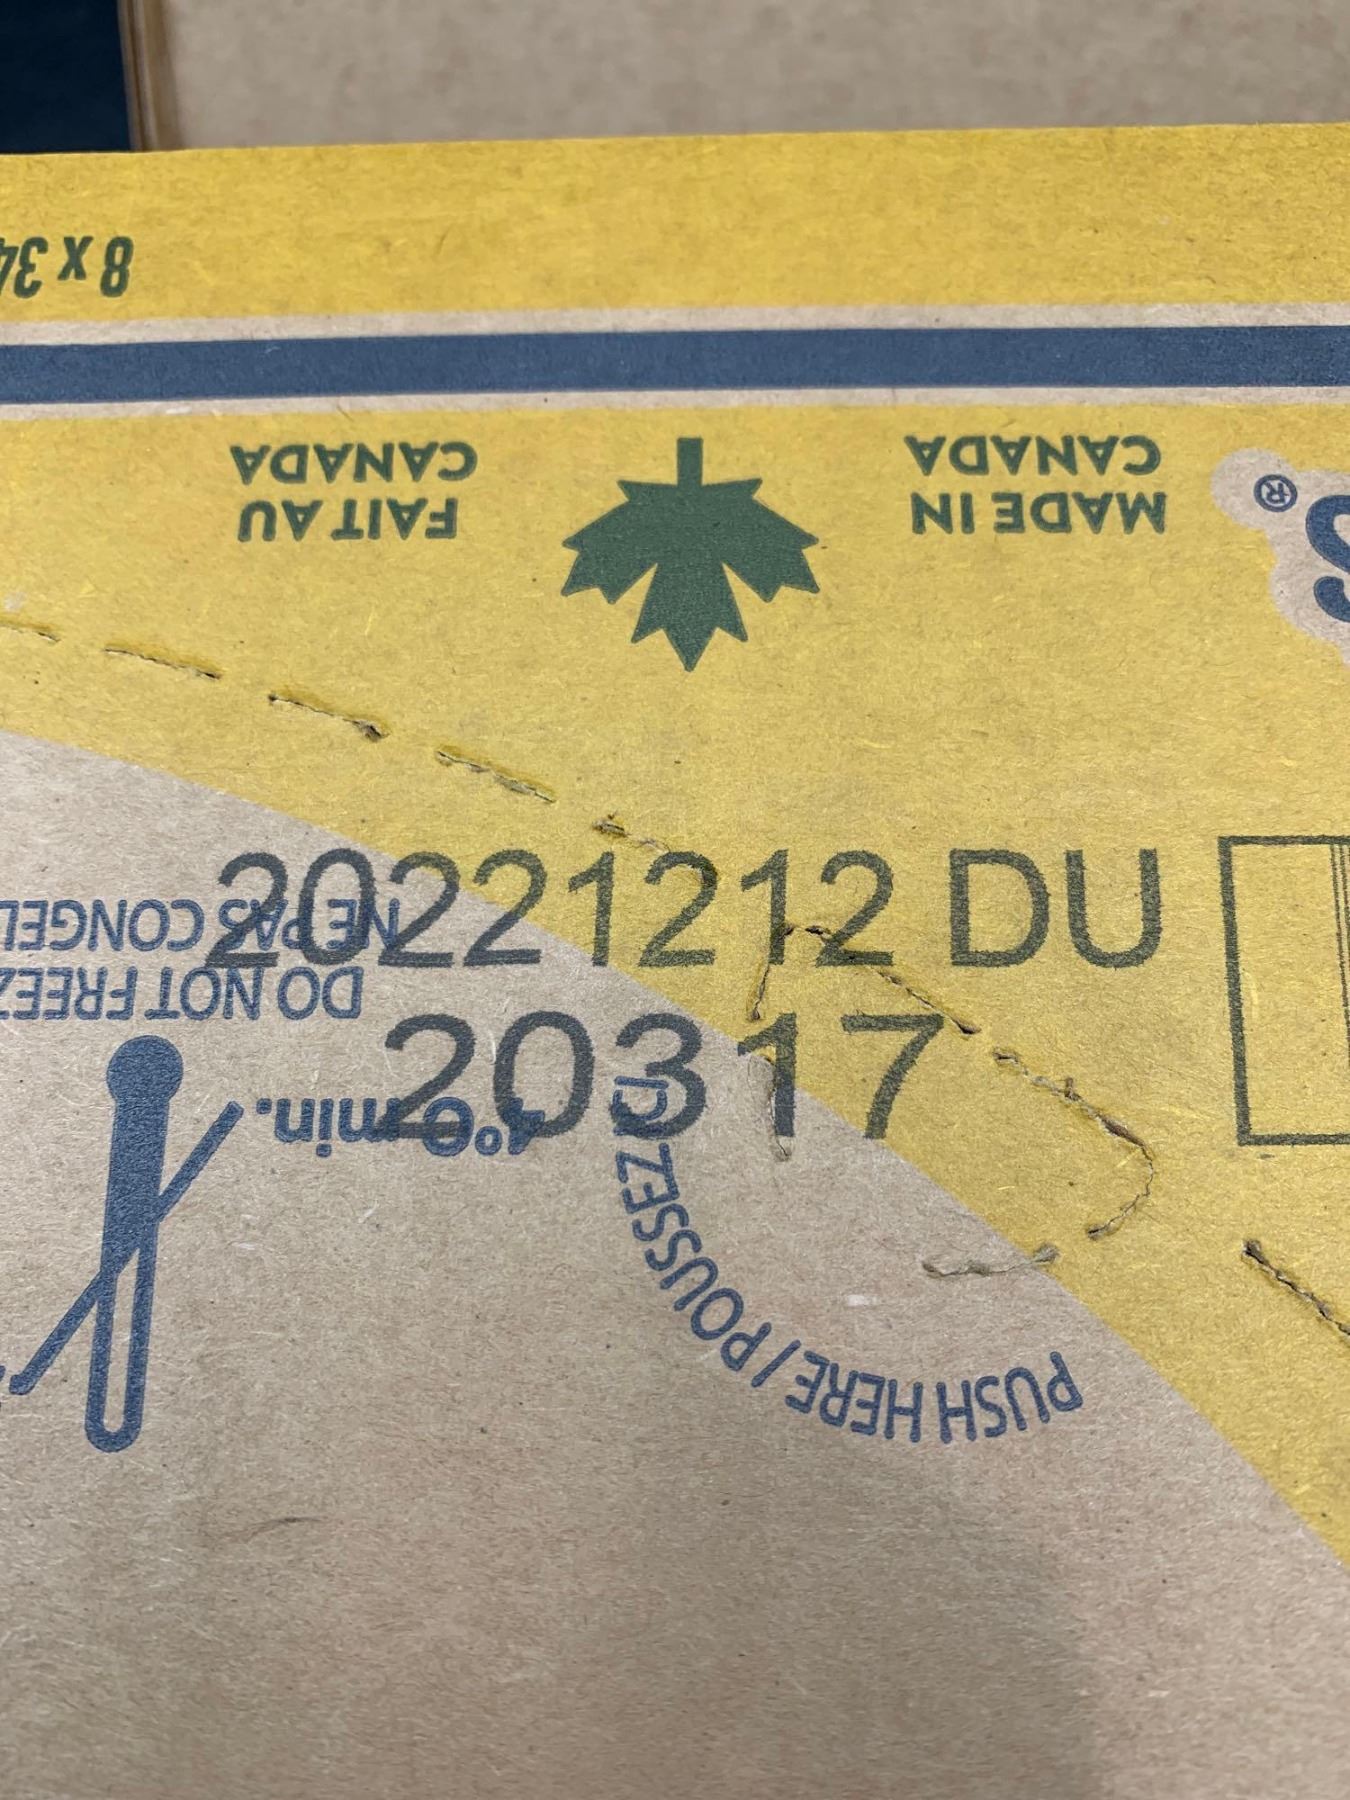 8 x 34
FAIT AU
CANADA
MADE IN
CANADA
®
20221212 DU
20317
NE PAS CONGEL
DO NOT FREEZ
4° min.
PUSH HERE / POUSSEZ ICI